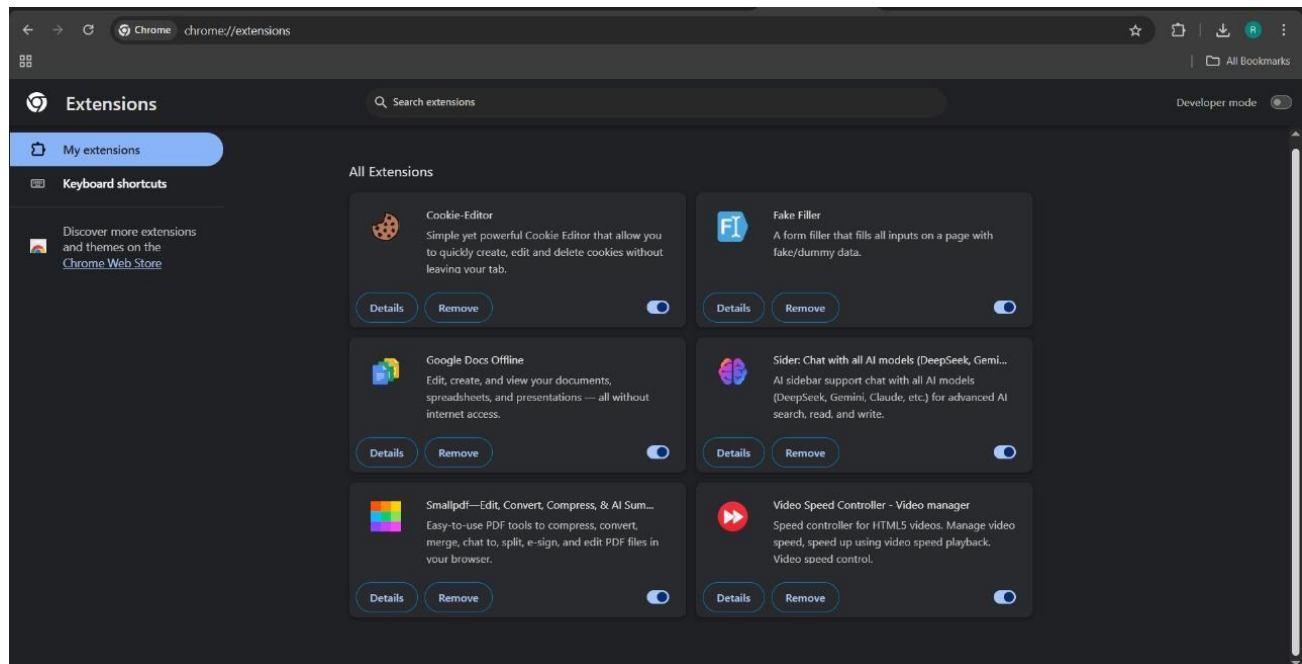 Chrome chrome://extensions
R
All Bookmarks
Extensions
Search extensions
Developer mode
My extensions
Keyboard shortcuts
Discover more extensions
and themes on the
Chrome Web Store
All Extensions
Cookie-Editor
Simple yet powerful Cookie Editor that allow you
to quickly create, edit and delete cookies without
leaving your tab.
Details Remove
Fake Filler
A form filler that fills all inputs on a page with
fake/dummy data.
Details Remove
Google Docs Offline
Edit, create, and view your documents,
spreadsheets, and presentations — all without
internet access.
Details Remove
Sider: Chat with all AI models (DeepSeek, Gemi...
AI sidebar support chat with all AI models
(DeepSeek, Gemini, Claude, etc.) for advanced AI
search, read, and write.
Details Remove
Smallpdf—Edit, Convert, Compress, & AI Sum...
Easy-to-use PDF tools to compress, convert,
merge, chat to, split, e-sign, and edit PDF files in
your browser.
Details Remove
Video Speed Controller - Video manager
Speed controller for HTML5 videos. Manage video
speed, speed up using video speed playback.
Video speed control.
Details Remove